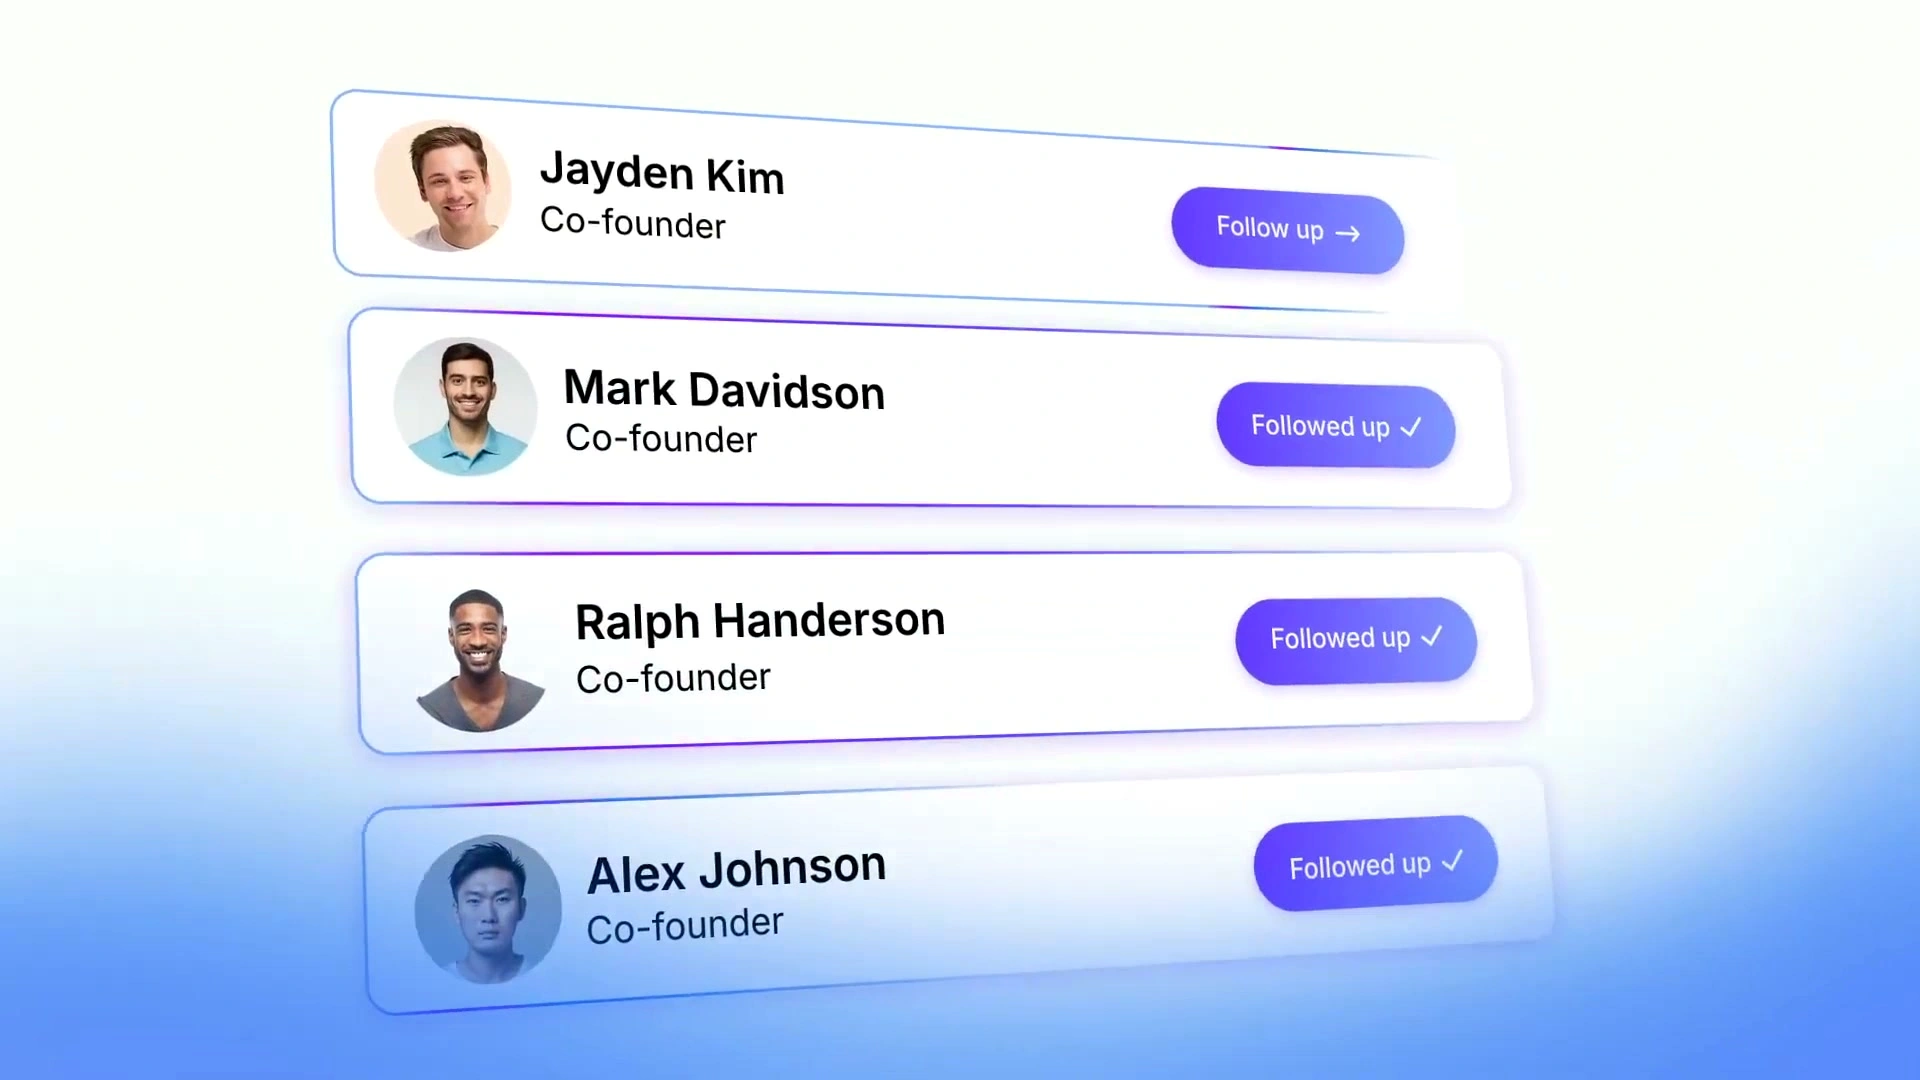 Jayden Kim
Co-founder
Follow up →
Mark Davidson
Co-founder
Followed up ✓
Ralph Handerson
Co-founder
Followed up ✓
Alex Johnson
Co-founder
Followed up ✓